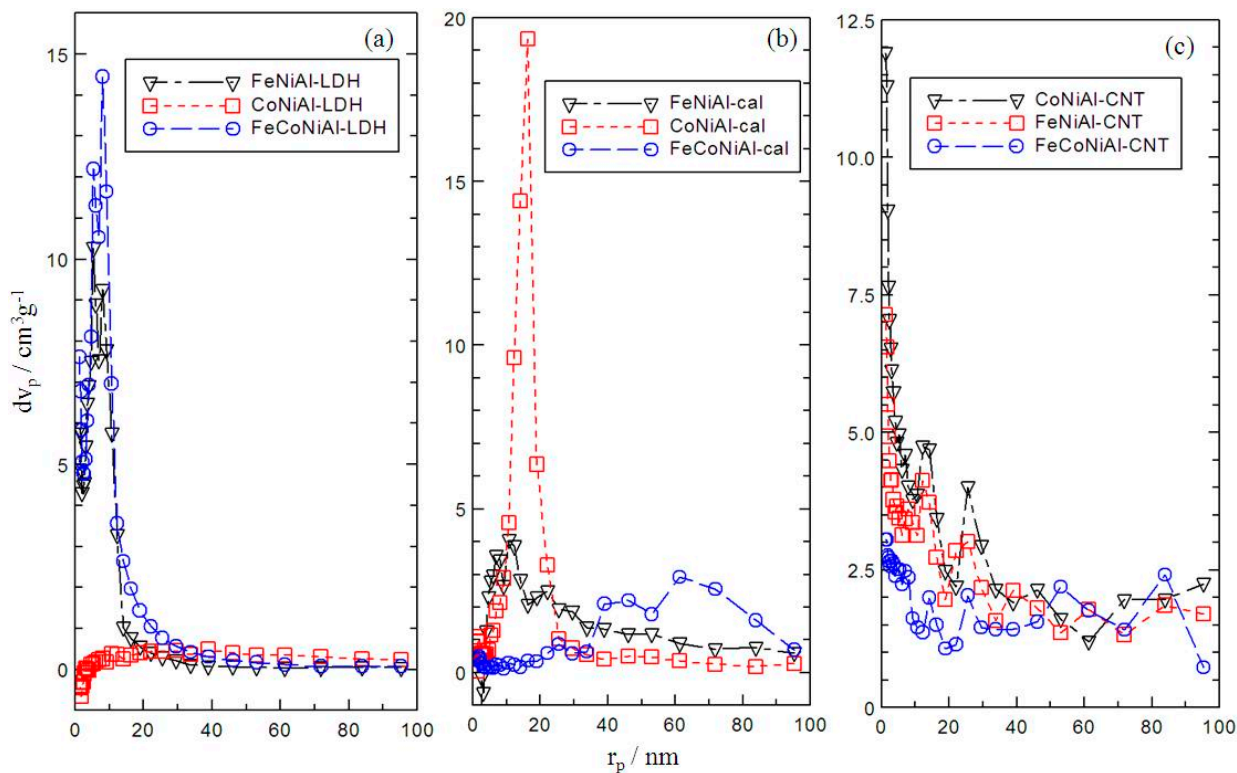 (a)
FeNiAl-LDH
CoNiAl-LDH
FeCoNiAl-LDH
15
10
5
0
0 20 40 60 80 100
(b)
FeNiAl-cal
CoNiAl-cal
FeCoNiAl-cal
20
15
10
5
0
0 20 40 60 80 100
(c)
CoNiAl-CNT
FeNiAl-CNT
FeCoNiAl-CNT
12.5
12.0
7.5
5.0
2.5
0
0 20 40 60 80 100
dvₚ / cm³g⁻¹
rₚ / nm